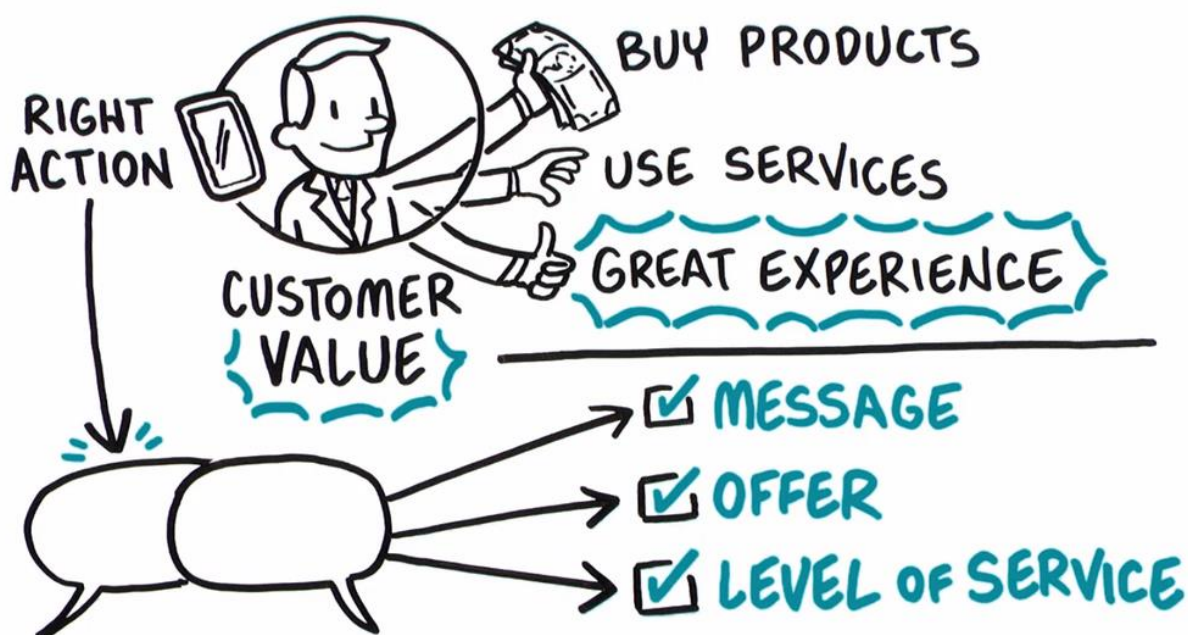 BUY PRODUCTS
RIGHT
ACTION
USE SERVICES
GREAT EXPERIENCE
CUSTOMER
VALUE
MESSAGE
OFFER
LEVEL OF SERVICE